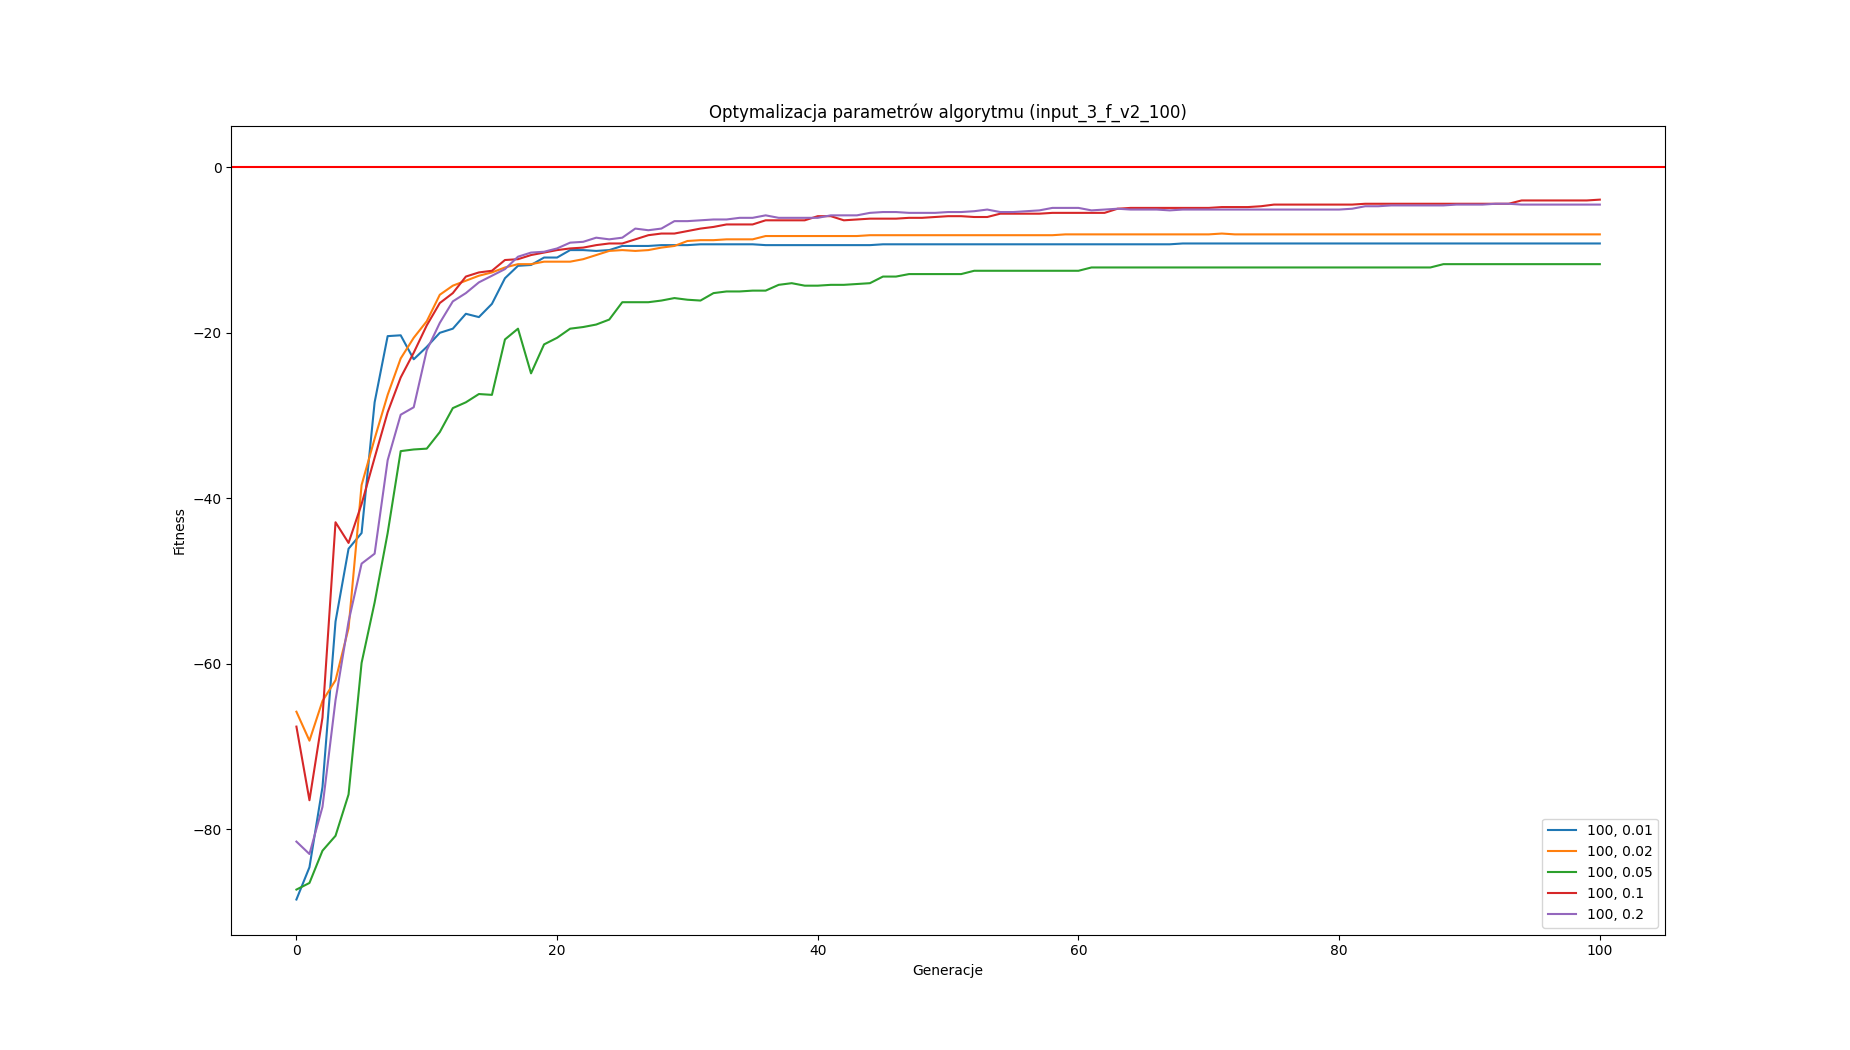 Optymalizacja parametrów algorytmu (input_3_f_v2_100)
0
−20
−40
−60
−80
Fitness
0 20 40 60 80 100
Generacje
100, 0.01
100, 0.02
100, 0.05
100, 0.1
100, 0.2